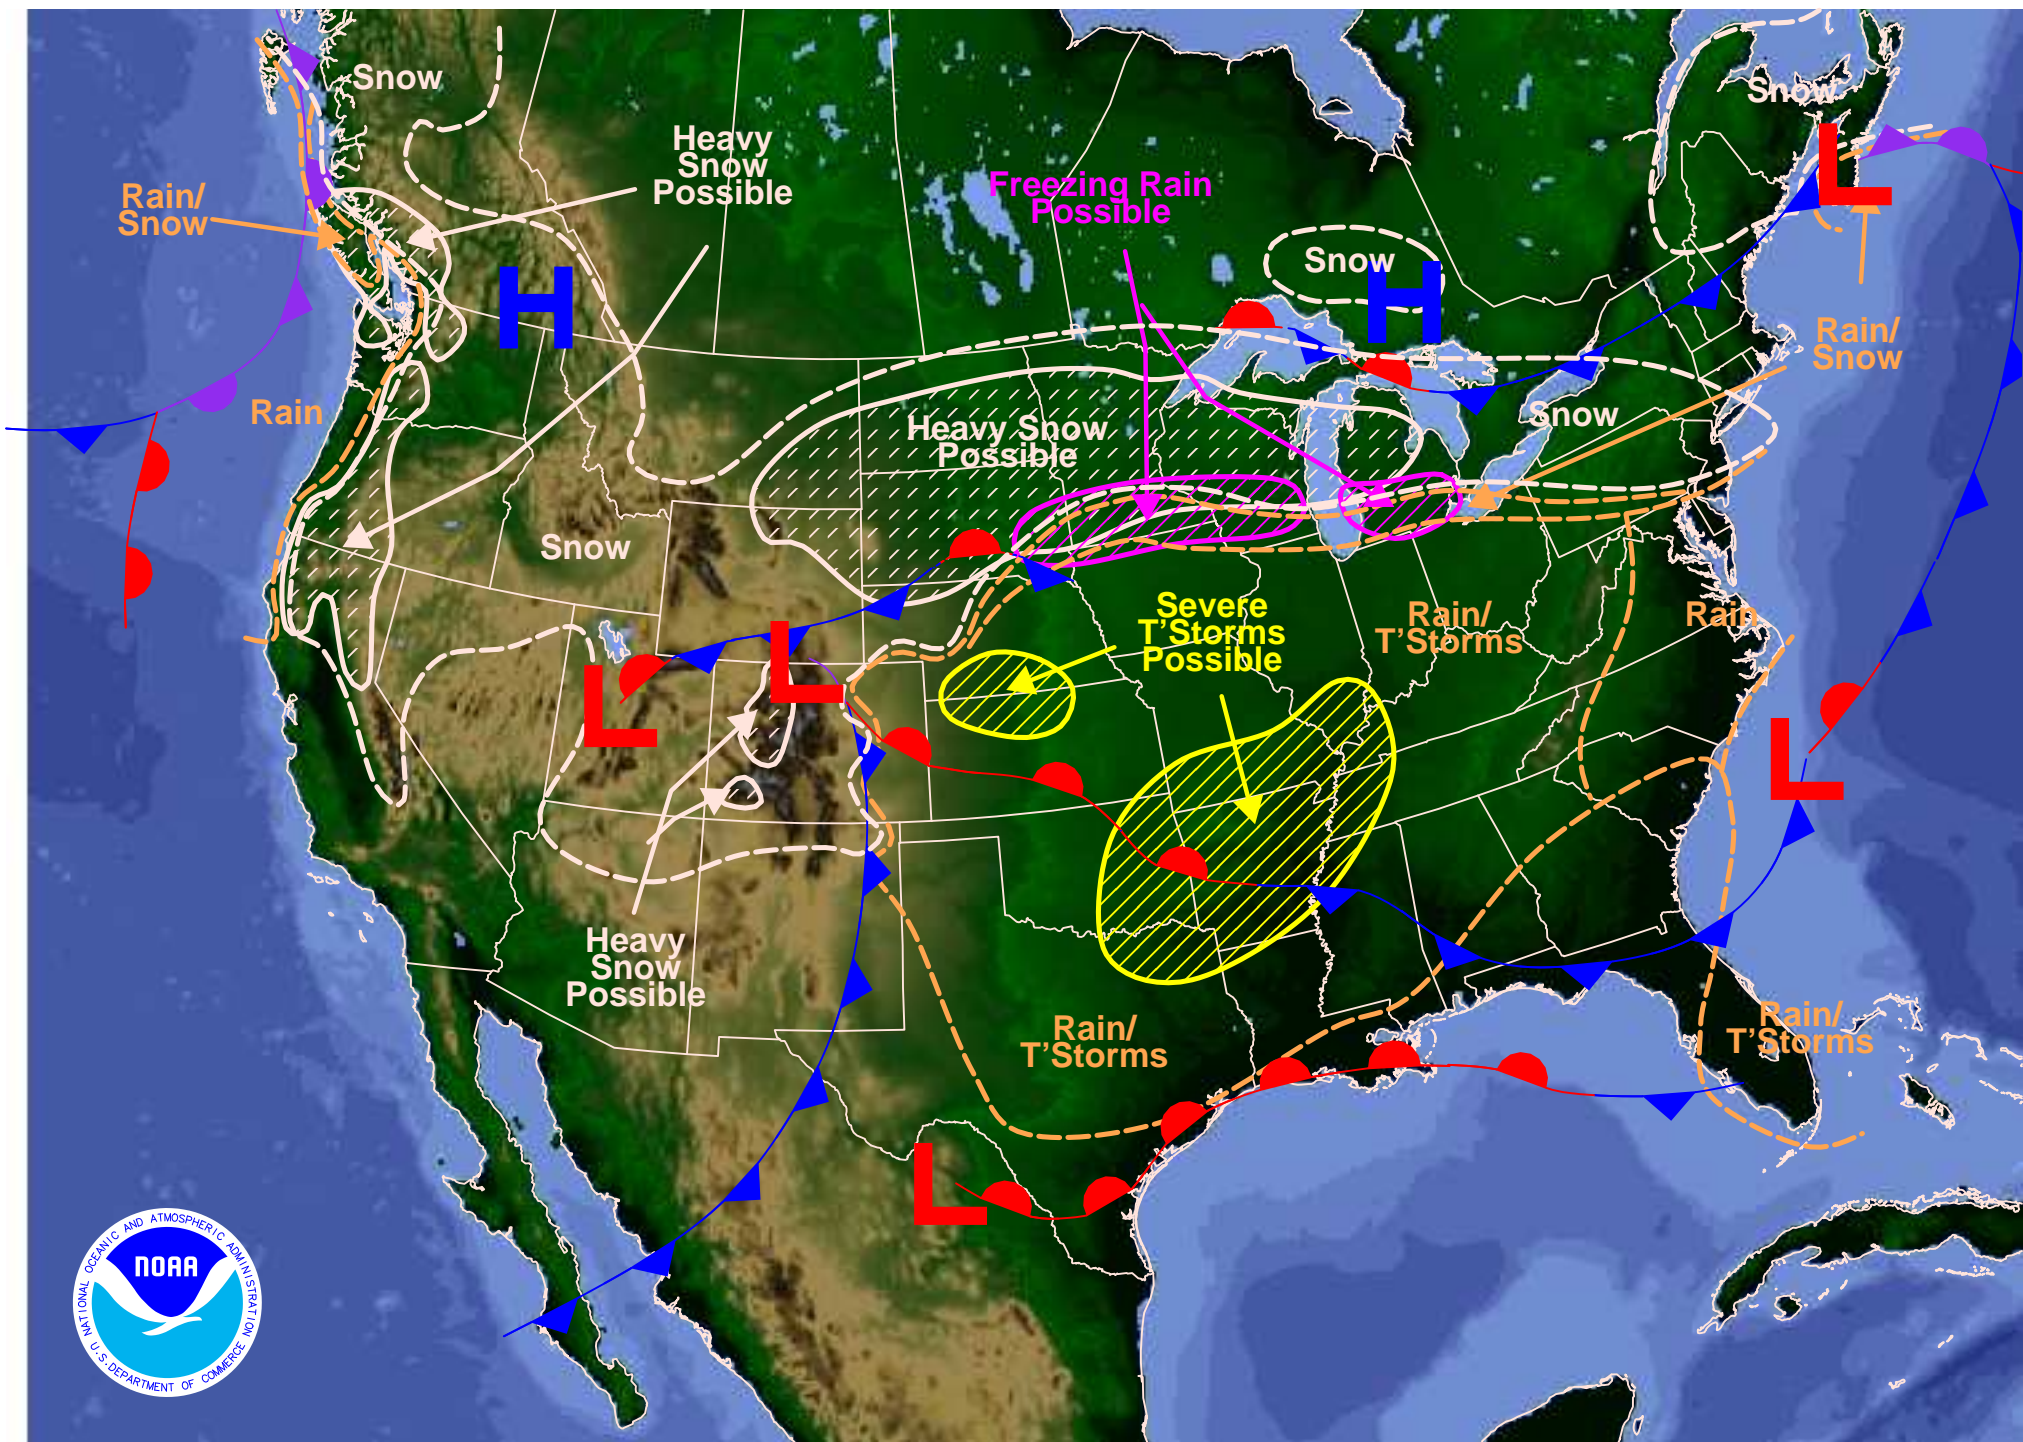 Snow
Heavy
Snow
Possible
Snow
Rain/
Snow
Freezing Rain
Possible
Snow
H
H
L
Rain
Rain/
Snow
Heavy Snow
Possible
Snow
Snow
Severe
T'Storms
Possible
Rain/
T'Storms
Rain
L
L
L
Heavy
Snow
Possible
Rain/
T'Storms
Rain/
T'Storms
L
NATIONAL OCEANIC AND ATMOSPHERIC ADMINISTRATION
NOAA
U.S. DEPARTMENT OF COMMERCE